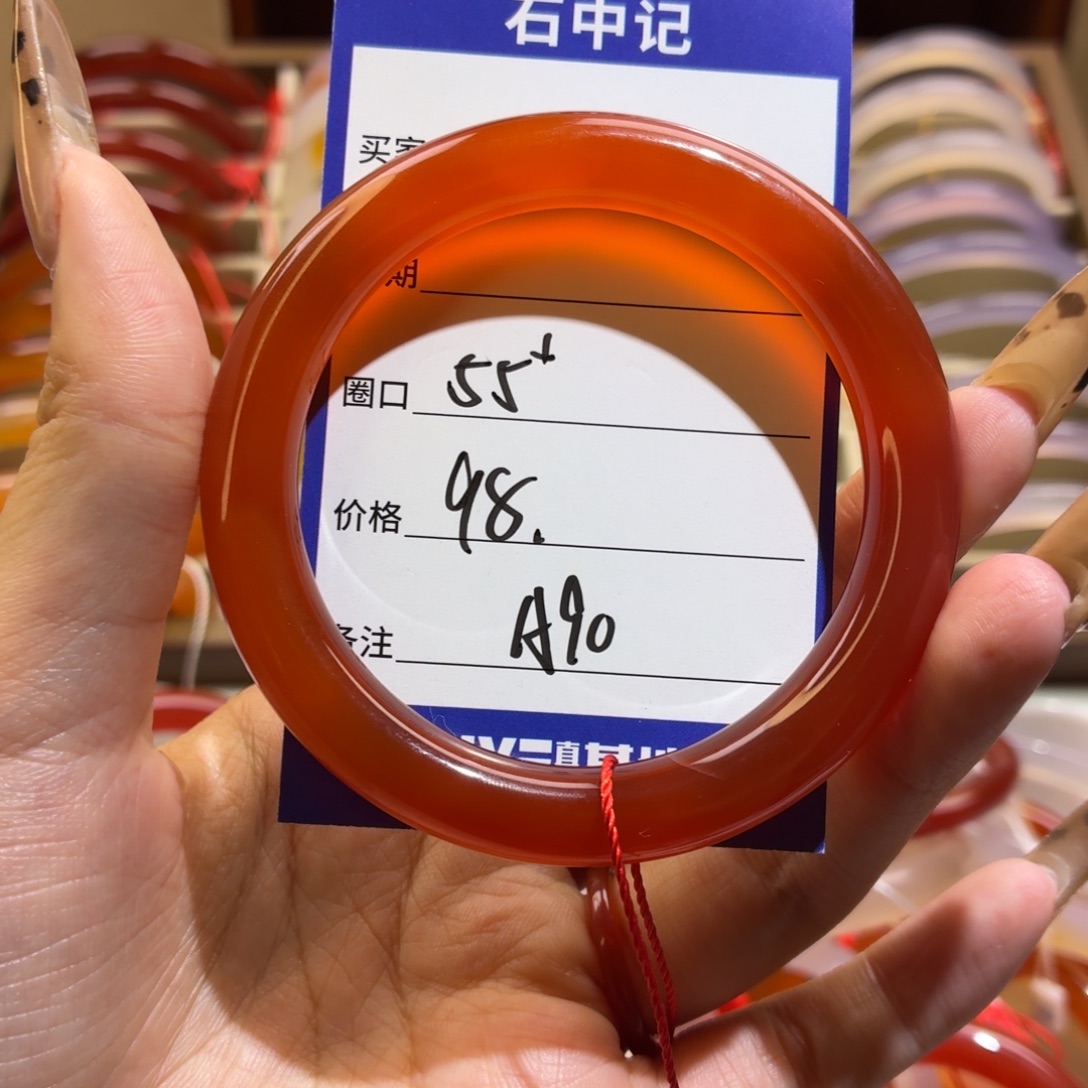 石中记
买家
期
圈口 55+
价格 98.
备注 A90